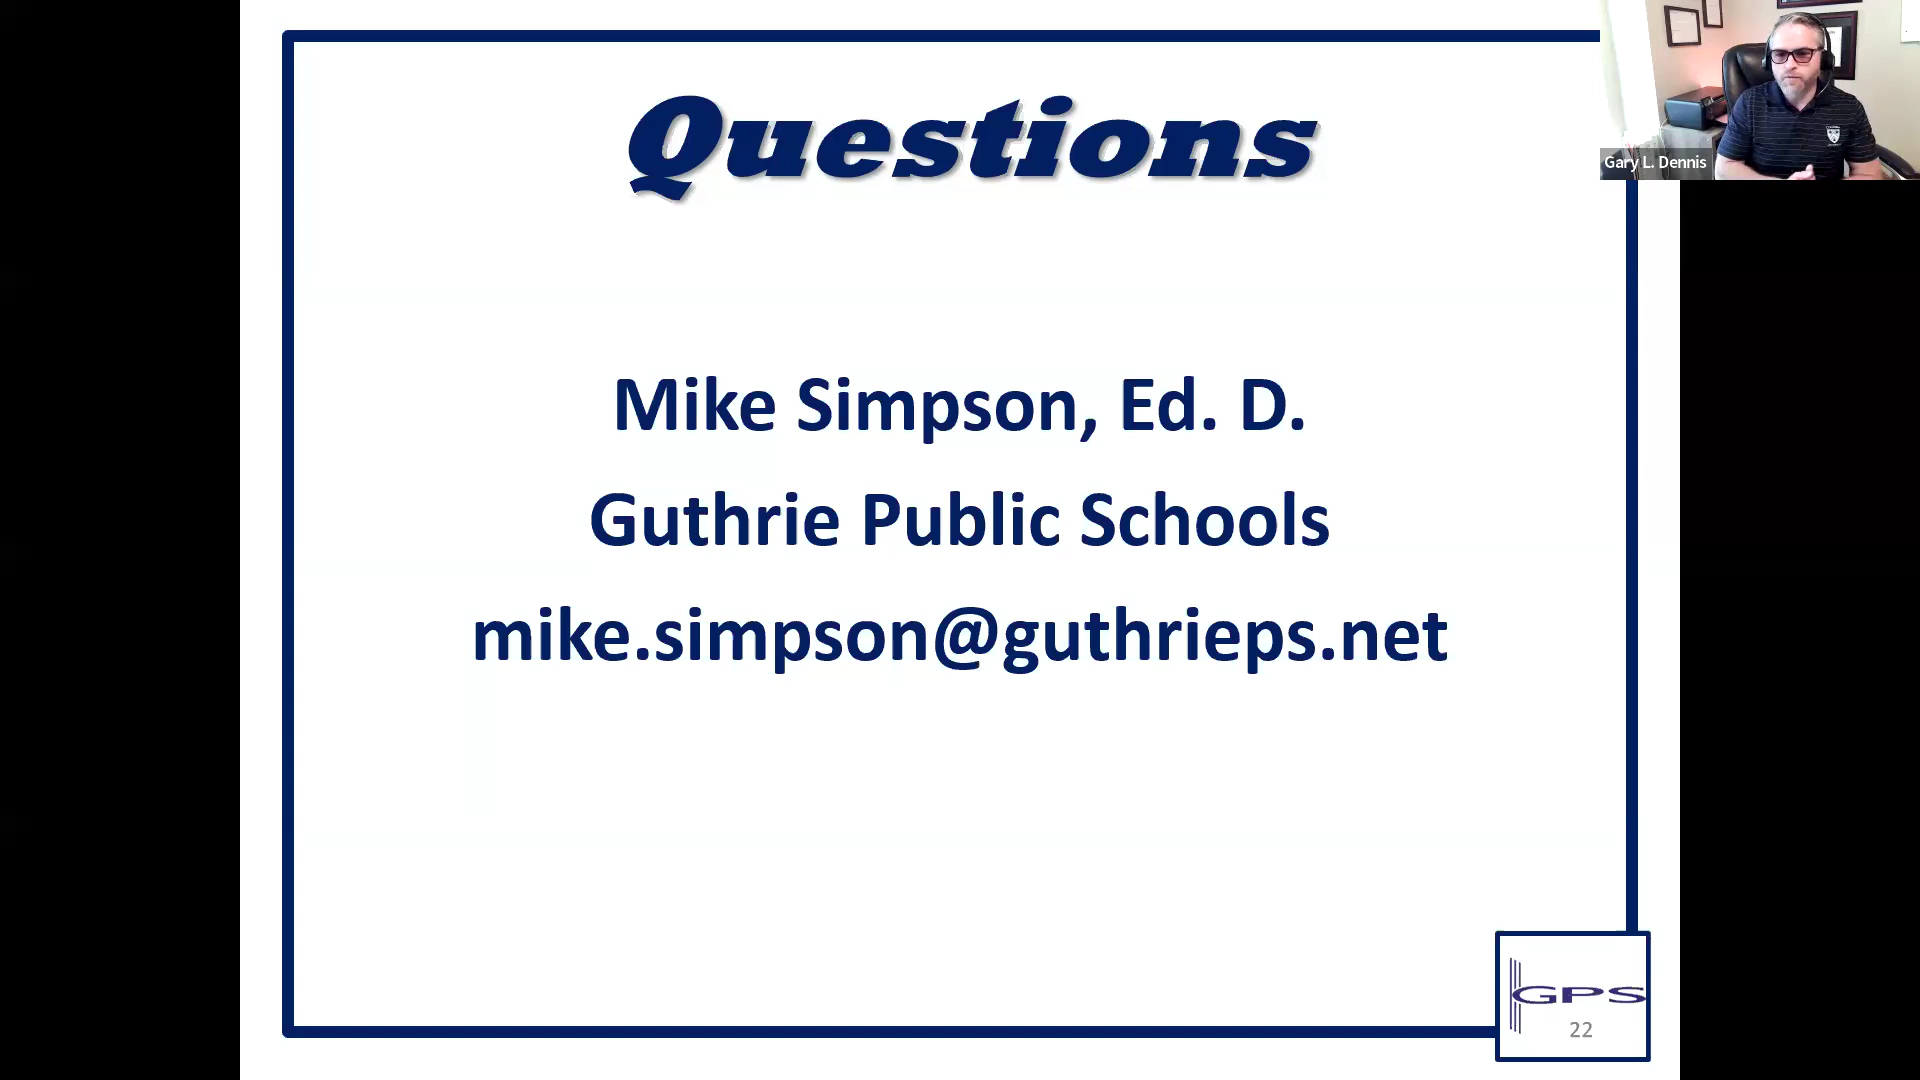 Questions
Gary L. Dennis
Mike Simpson, Ed. D.
Guthrie Public Schools
mike.simpson@guthrieps.net
GPS
22